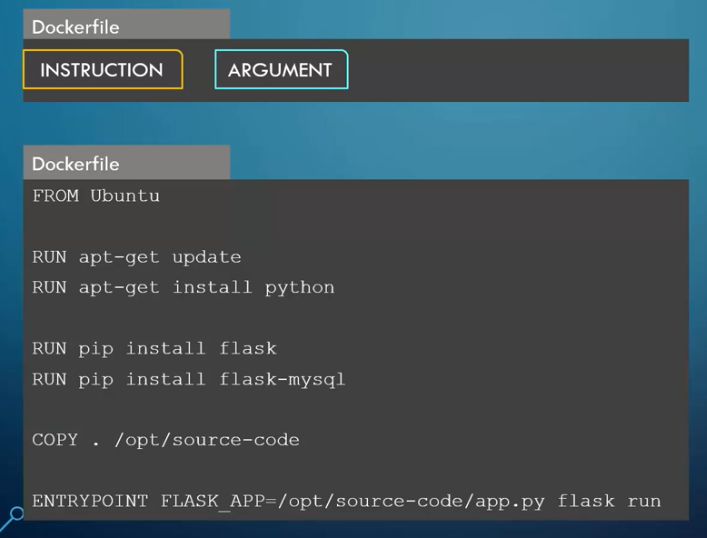 Dockerfile
INSTRUCTION ARGUMENT
Dockerfile
FROM Ubuntu
RUN apt-get update
RUN apt-get install python
RUN pip install flask
RUN pip install flask-mysql
COPY . /opt/source-code
ENTRYPOINT FLASK_APP=/opt/source-code/app.py flask run